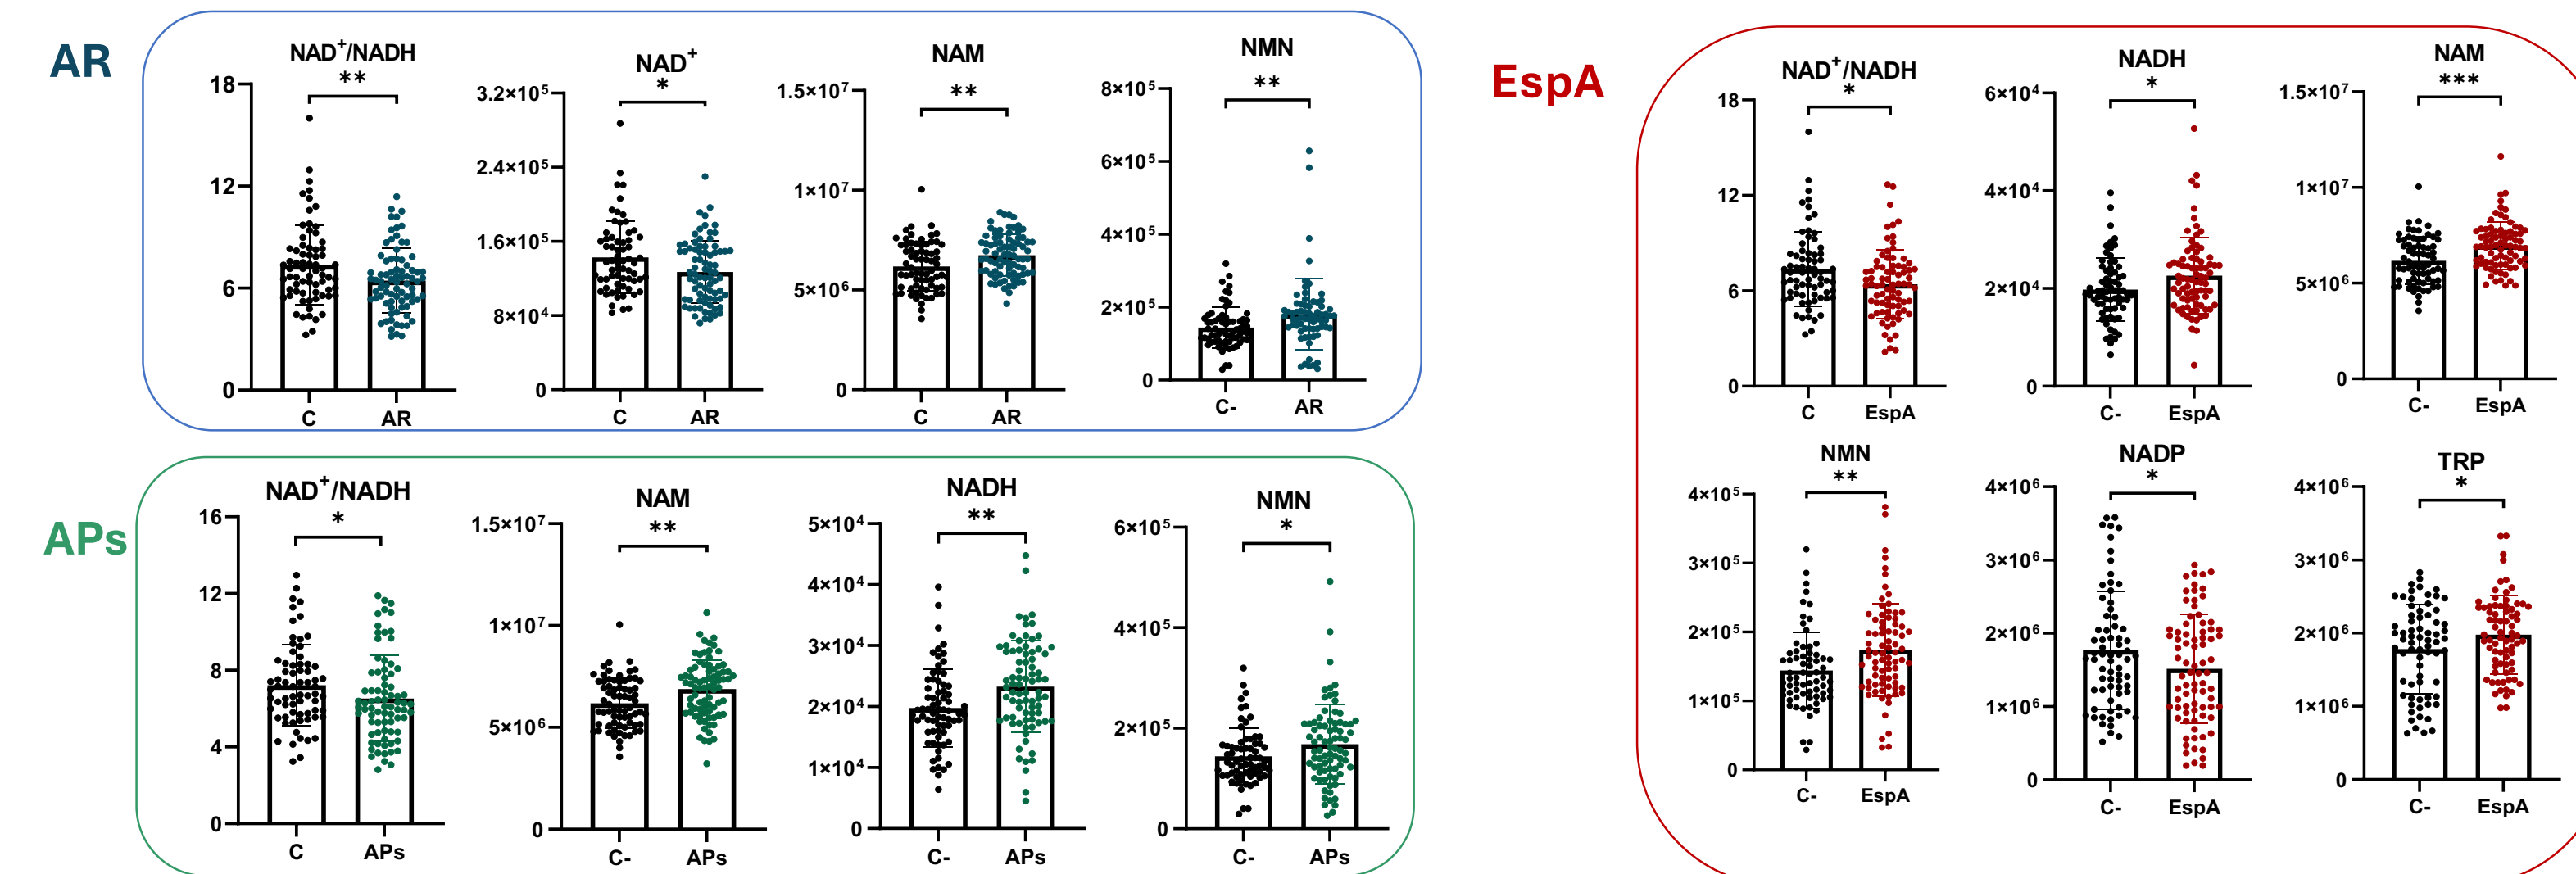 AR
NAD⁺/NADH
**
18
12
6
0
C AR
NAD⁺
*
3.2×10⁵
2.4×10⁵
1.6×10⁵
8×10⁴
0
C AR
NAM
**
1.5×10⁷
1×10⁷
5×10⁶
0
C AR
NMN
**
8×10⁵
6×10⁵
4×10⁵
2×10⁵
0
C- AR
APs
NAD⁺/NADH
*
16
12
8
4
0
C APs
NAM
**
1.5×10⁷
1×10⁷
5×10⁶
0
C- APs
NADH
**
5×10⁴
4×10⁴
3×10⁴
2×10⁴
1×10⁴
0
C- APs
NMN
*
6×10⁵
4×10⁵
2×10⁵
0
C- APs
EspA
NAD⁺/NADH
*
18
12
6
0
C EspA
NADH
*
6×10⁴
4×10⁴
2×10⁴
0
C- EspA
NAM
***
1.5×10⁷
1×10⁷
5×10⁶
0
C- EspA
NMN
**
4×10⁵
3×10⁵
2×10⁵
1×10⁵
0
C- EspA
NADP
*
4×10⁶
3×10⁶
2×10⁶
1×10⁶
0
C- EspA
TRP
*
4×10⁶
3×10⁶
2×10⁶
1×10⁶
0
C- EspA